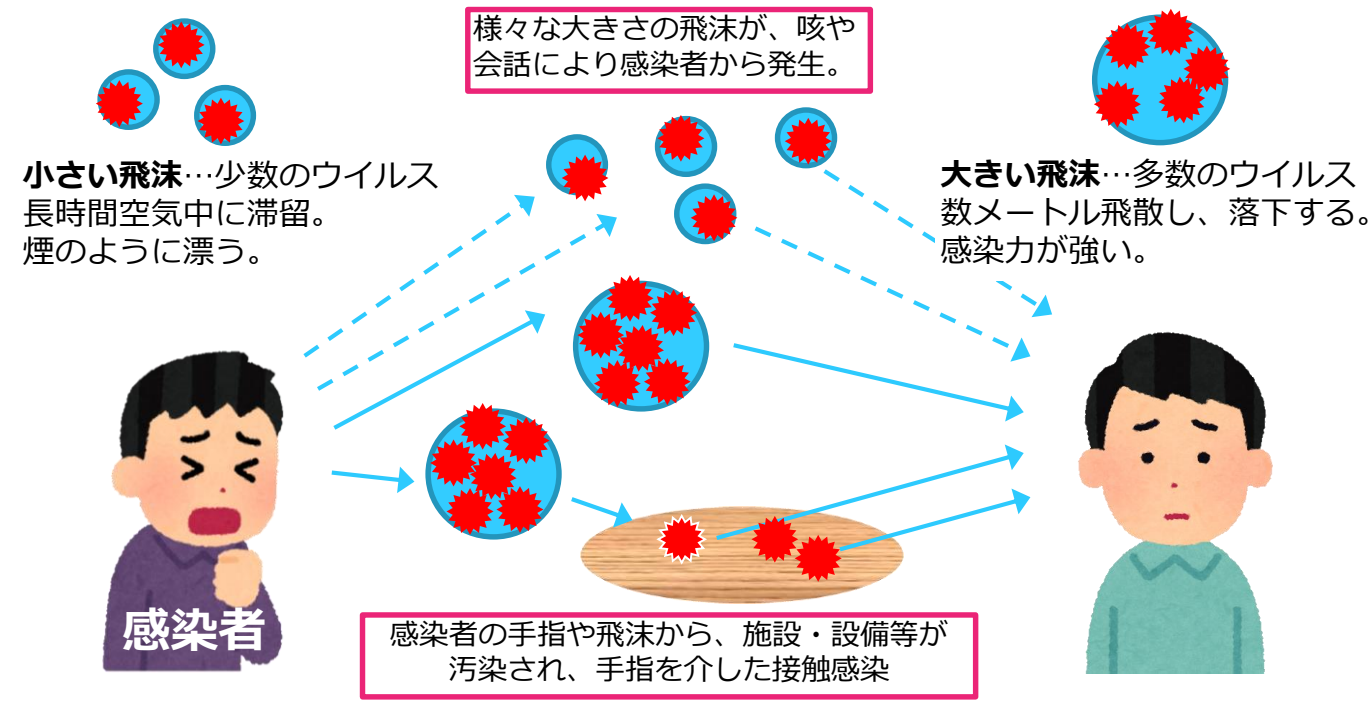 様々な大きさの飛沫が、咳や
会話により感染者から発生。
小さい飛沫…少数のウイルス
長時間空気中に滞留。
煙のように漂う。
大きい飛沫…多数のウイルス
数メートル飛散し、落下する。
感染力が強い。
感染者
感染者の手指や飛沫から、施設・設備等が
汚染され、手指を介した接触感染